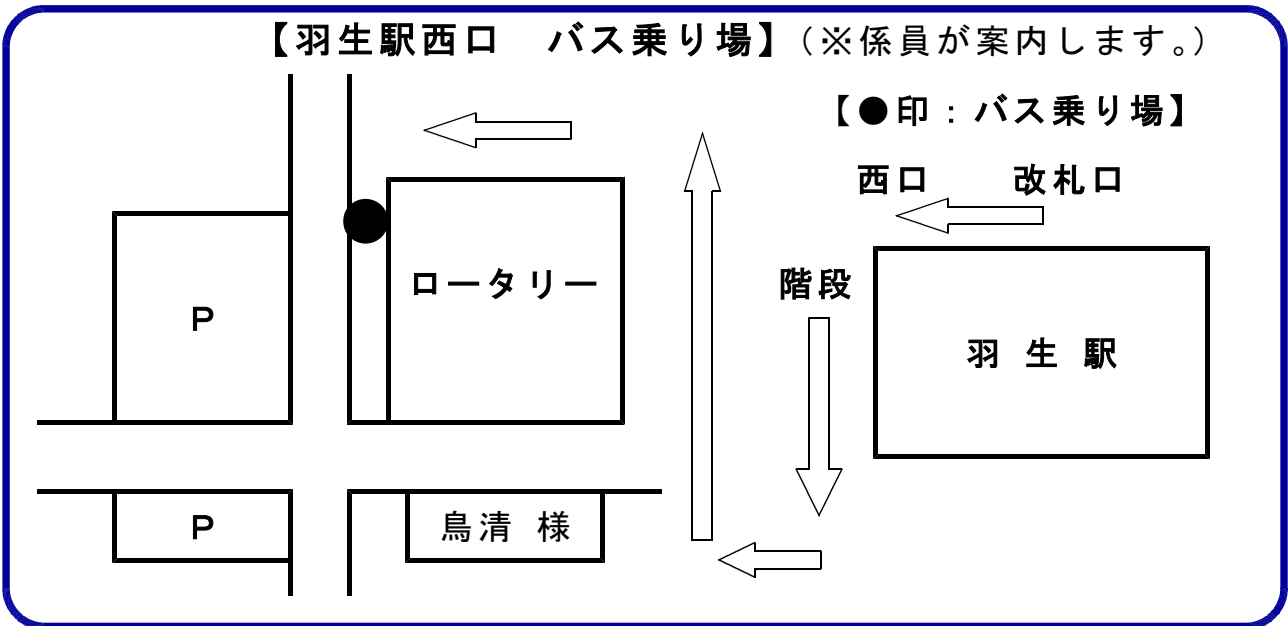 【羽生駅西口　バス乗り場】（※係員が案内します。）
【●印：バス乗り場】
西口　改札口
階段
ロータリー
羽 生 駅
Ｐ
Ｐ
鳥清 様